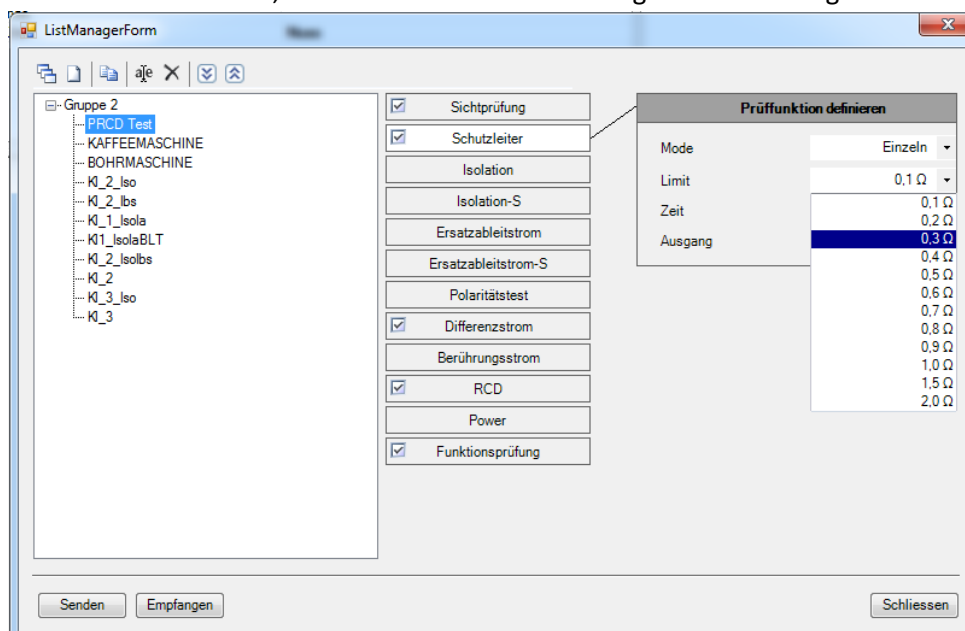 ListManagerForm
Gruppe 2
PRCD Test
KAFFEEMASCHINE
BOHRMASCHINE
Kl_2_Iso
Kl_2_Ibs
Kl_1_Isola
Kl1_IsolaBLT
Kl_2_Isolbs
Kl_2
Kl_3_Iso
Kl_3
Sichtprüfung
Schutzleiter
Isolation
Isolation-S
Ersatzableitstrom
Ersatzableitstrom-S
Polaritätstest
Differenzstrom
Berührungsstrom
RCD
Power
Funktionsprüfung
Prüffunktion definieren
Mode Einzeln
Limit 0,1 Ω
Zeit
Ausgang
0,1 Ω
0,2 Ω
0,3 Ω
0,4 Ω
0,5 Ω
0,6 Ω
0,7 Ω
0,8 Ω
0,9 Ω
1,0 Ω
1,5 Ω
2,0 Ω
Senden Empfangen Schliessen